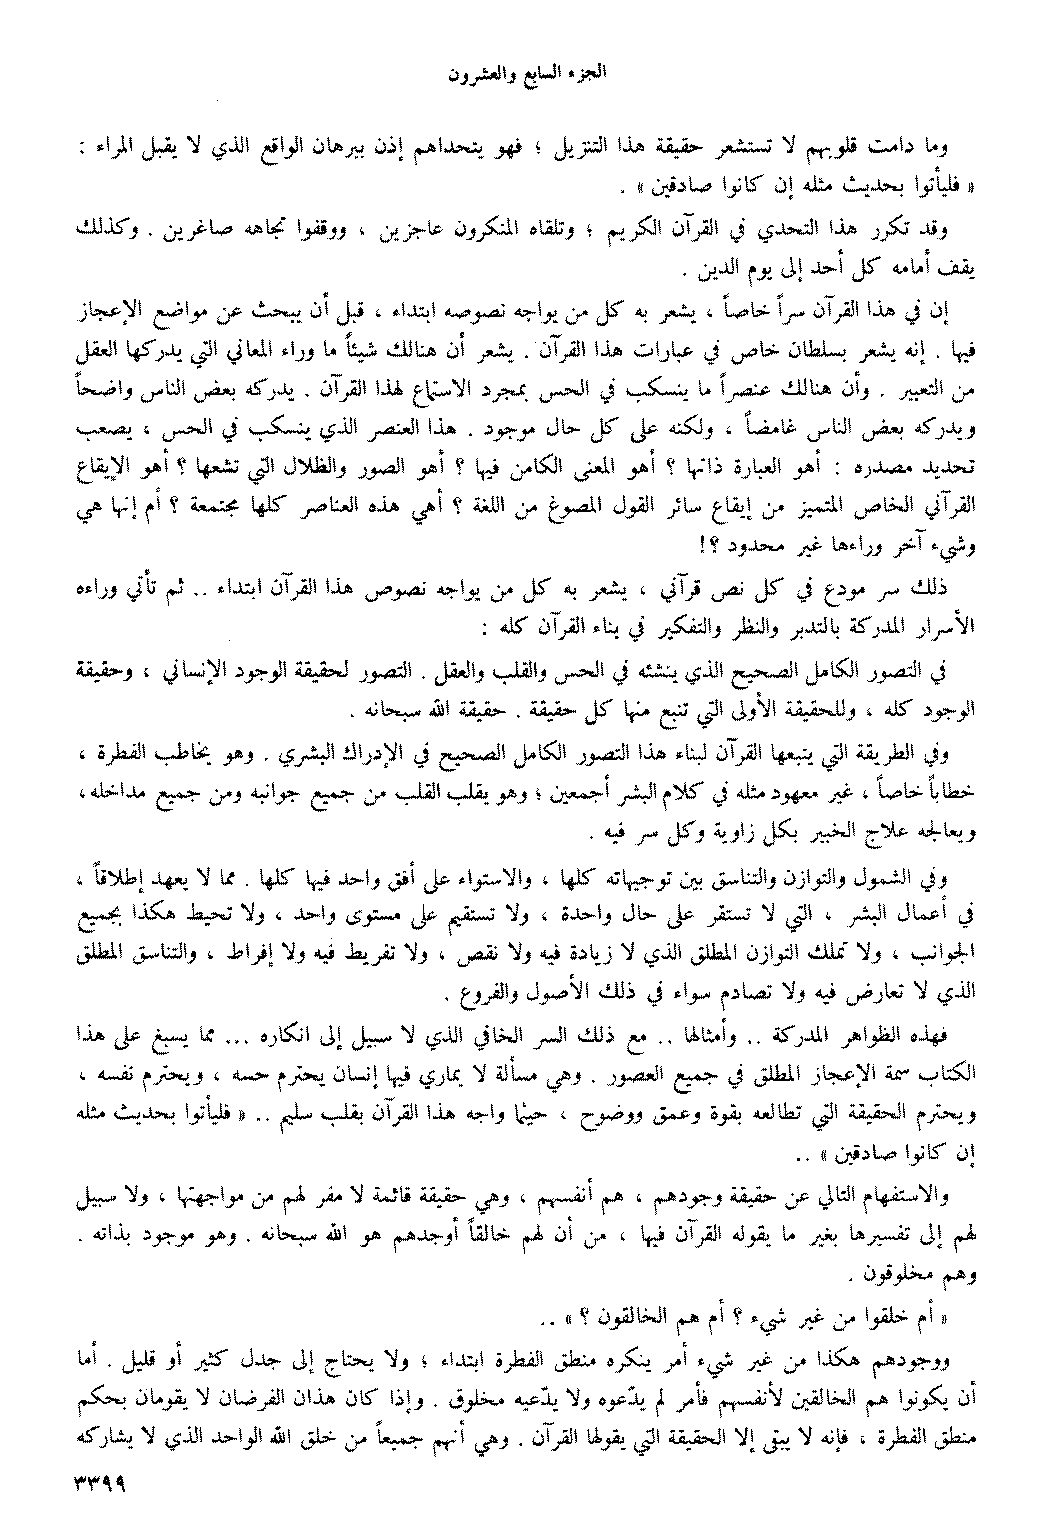 الجزء السابع والعشرون
وما دامت قلوبهم لا تستشعر حقيقة هذا التنزيل ؛ فهو يتحداهم إذن ببرهان الواقع الذي لا يقبل المراء :
« فليأتوا بحديث مثله إن كانوا صادقين » .
وقد تكرر هذا التحدي في القرآن الكريم ؛ وتلقاه المنكرون عاجزين ، ووقفوا تجاهه صاغرين . وكذلك
يقف أمامه كل أحد إلى يوم الدين .
إن في هذا القرآن سراً خاصاً ، يشعر به كل من يواجه نصوصه ابتداء ، قبل أن يبحث عن مواضع الإعجاز
فيها . إنه يشعر بسلطان خاص في عبارات هذا القرآن . يشعر أن هنالك شيئاً ما وراء المعاني التي يدركها العقل
من التعبير . وأن هنالك عنصراً ما ينسكب في الحس بمجرد الاستماع لهذا القرآن . يدركه بعض الناس واضحاً
ويدركه بعض الناس غامضاً ، ولكنه على كل حال موجود . هذا العنصر الذي ينسكب في الحس ، يصعب
تحديد مصدره : أهو العبارة ذاتها ؟ أهو المعنى الكامن فيها ؟ أهو الصور والظلال التي تشعها ؟ أهو الإيقاع
القرآني الخاص المتميز من إيقاع سائر القول المصوغ من اللغة ؟ أهي هذه العناصر كلها مجتمعة ؟ أم إنها هي
وشيء آخر وراءها غير محدود ؟!
ذلك سر مودع في كل نص قرآني ، يشعر به كل من يواجه نصوص هذا القرآن ابتداء .. ثم تأتي وراءه
الأسرار المدركة بالتدبر والنظر والتفكير في بناء القرآن كله :
في التصور الكامل الصحيح الذي ينشئه في الحس والقلب والعقل . التصور لحقيقة الوجود الإنساني ، وحقيقة
الوجود كله ، وللحقيقة الأولى التي تنبع منها كل حقيقة . حقيقة الله سبحانه .
وفي الطريقة التي يتبعها القرآن لبناء هذا التصور الكامل الصحيح في الإدراك البشري . وهو يخاطب الفطرة ،
خطاباً خاصاً ، غير معهود مثله في كلام البشر أجمعين ؛ وهو يقلب القلب من جميع جوانبه ومن جميع مداخله،
ويعالجه علاج الخبير بكل زاوية وكل سر فيه .
وفي الشمول والتوازن والتناسق بين توجيهاته كلها ، والاستواء على أفق واحد فيها كلها . مما لا يعهد إطلاقاً ،
في أعمال البشر ، التي لا تستقر على حال واحدة ، ولا تستقيم على مستوى واحد ، ولا تحيط هكذا بجميع
الجوانب ، ولا تملك التوازن المطلق الذي لا زيادة فيه ولا نقص ، ولا تفريط فيه ولا إفراط ، والتناسق المطلق
الذي لا تعارض فيه ولا تصادم سواء في ذلك الأصول والفروع .
فهذه الظواهر المدركة .. وأمثالها .. مع ذلك السر الخافي الذي لا سبيل إلى انكاره ... مما يسبغ على هذا
الكتاب سمة الإعجاز المطلق في جميع العصور . وهي مسألة لا يماري فيها إنسان يحترم حسه ، ويحترم نفسه ،
ويحترم الحقيقة التي تطالعه بقوة وعمق ووضوح ، حيثما واجه هذا القرآن بقلب سليم .. « فليأتوا بحديث مثله
إن كانوا صادقين » ..
والاستفهام التالي عن حقيقة وجودهم ، هم أنفسهم ، وهي حقيقة قائمة لا مفر لهم من مواجهتها ، ولا سبيل
لهم إلى تفسيرها بغير ما يقوله القرآن فيها ، من أن لهم خالقاً أوجدهم هو الله سبحانه . وهو موجود بذاته .
وهم مخلوقون .
« أم خلقوا من غير شيء ؟ أم هم الخالقون ؟ » ..
ووجودهم هكذا من غير شيء أمر ينكره منطق الفطرة ابتداء ؛ ولا يحتاج إلى جدل كثير أو قليل . أما
أن يكونوا هم الخالقين لأنفسهم فأمر لم يدّعوه ولا يدّعيه مخلوق . وإذا كان هذان الفرضان لا يقومان بحكم
منطق الفطرة ، فإنه لا يبقى إلا الحقيقة التي يقولها القرآن . وهي أنهم جميعاً من خلق الله الواحد الذي لا يشاركه
٣٣٩٩